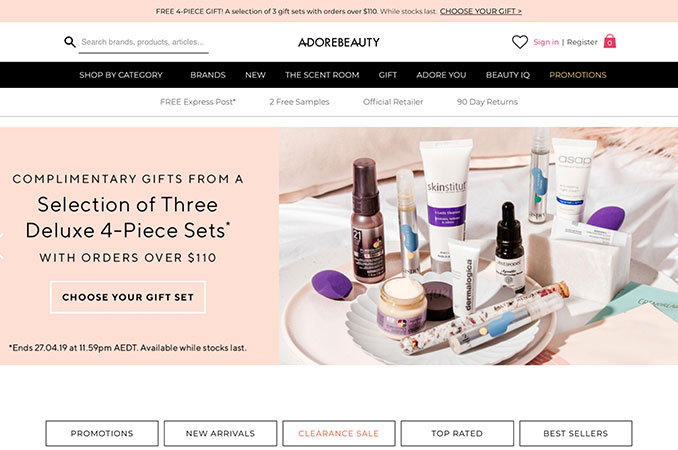 FREE 4-PIECE GIFT! A selection of 3 gift sets with orders over $110. While stocks last. CHOOSE YOUR GIFT >
Search brands, products, articles...
ADOREBEAUTY
Sign in | Register
0
SHOP BY CATEGORY BRANDS NEW THE SCENT ROOM GIFT ADORE YOU BEAUTY IQ PROMOTIONS
FREE Express Post* 2 Free Samples Official Retailer 90 Day Returns
COMPLIMENTARY GIFTS FROM A
Selection of Three
Deluxe 4-Piece Sets*
WITH ORDERS OVER $110
CHOOSE YOUR GIFT SET
*Ends 27.04.19 at 11.59pm AEDT. Available while stocks last.
21
skinstitut
asap
dermalogica
PROMOTIONS
NEW ARRIVALS
CLEARANCE SALE
TOP RATED
BEST SELLERS